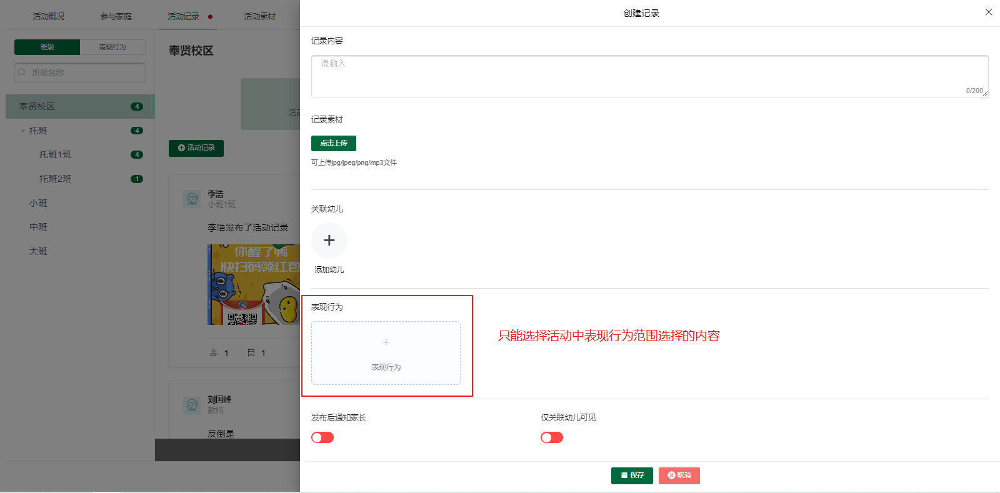 活动概况
参与家庭
活动记录
活动素材
班级
表现行为
班级名称
奉贤校区
4
托班
4
托班1班
4
托班2班
1
小班
中班
大班
奉贤校区
活动记录
李浩
小班1班
李浩发布了活动记录
你醒了鸭
快扫码领红包
1
1
刘国峰
教师
反倒是
创建记录
记录内容
请输入
0/200
记录素材
点击上传
可上传jpg/jpeg/png/mp3文件
关联幼儿
添加幼儿
表现行为
表现行为
只能选择活动中表现行为范围选择的内容
发布后通知家长
仅关联幼儿可见
保存
取消